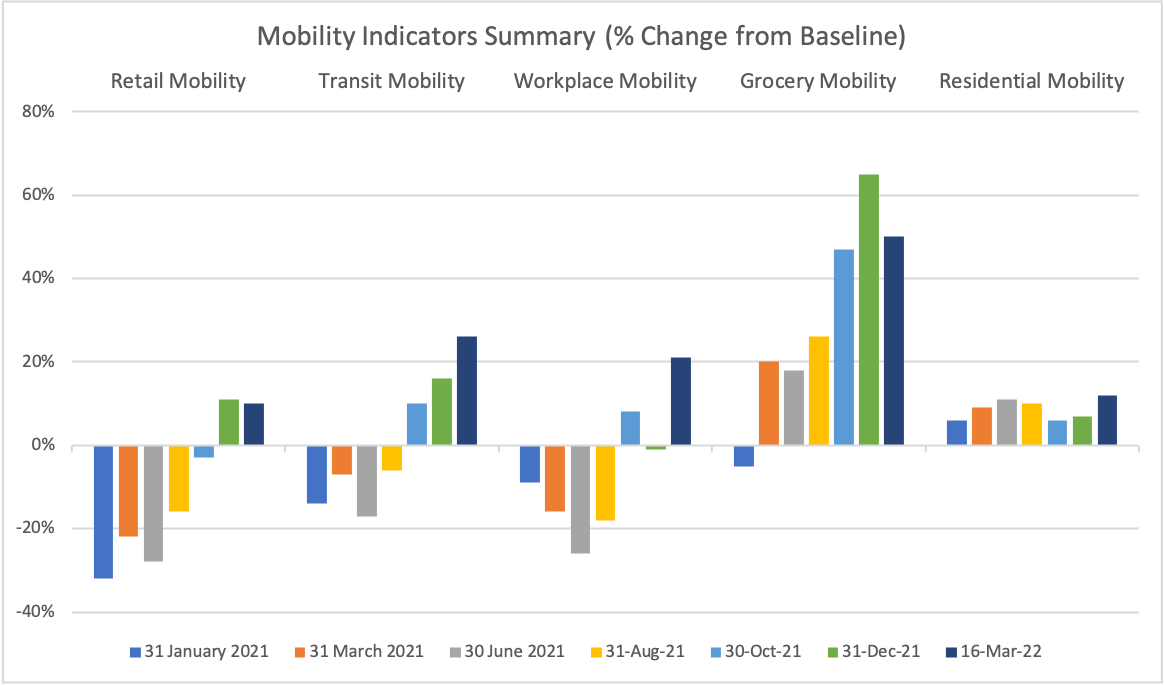 Mobility Indicators Summary (% Change from Baseline)
Retail Mobility Transit Mobility Workplace Mobility Grocery Mobility Residential Mobility
80%
60%
40%
20%
0%
-20%
-40%
31 January 2021 31 March 2021 30 June 2021 31-Aug-21 30-Oct-21 31-Dec-21 16-Mar-22